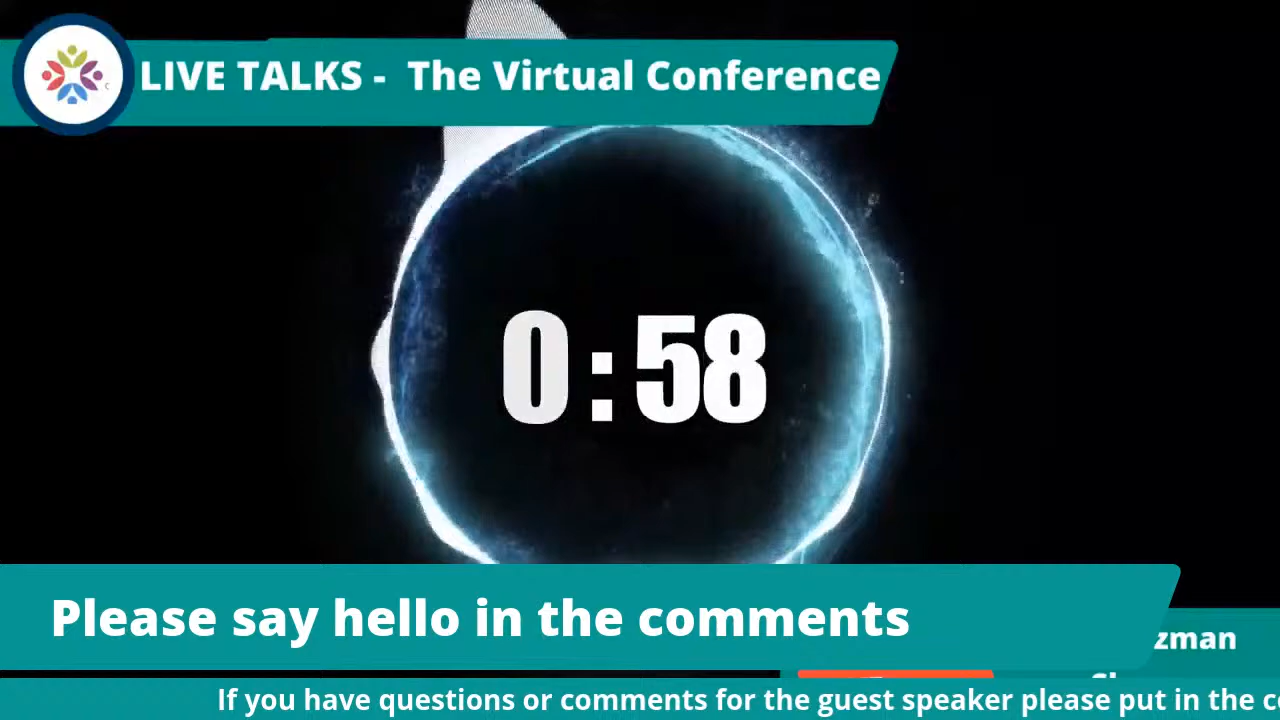 LIVE TALKS - The Virtual Conference
0:58
Please say hello in the comments
zman
If you have questions or comments for the guest speaker please put in the c